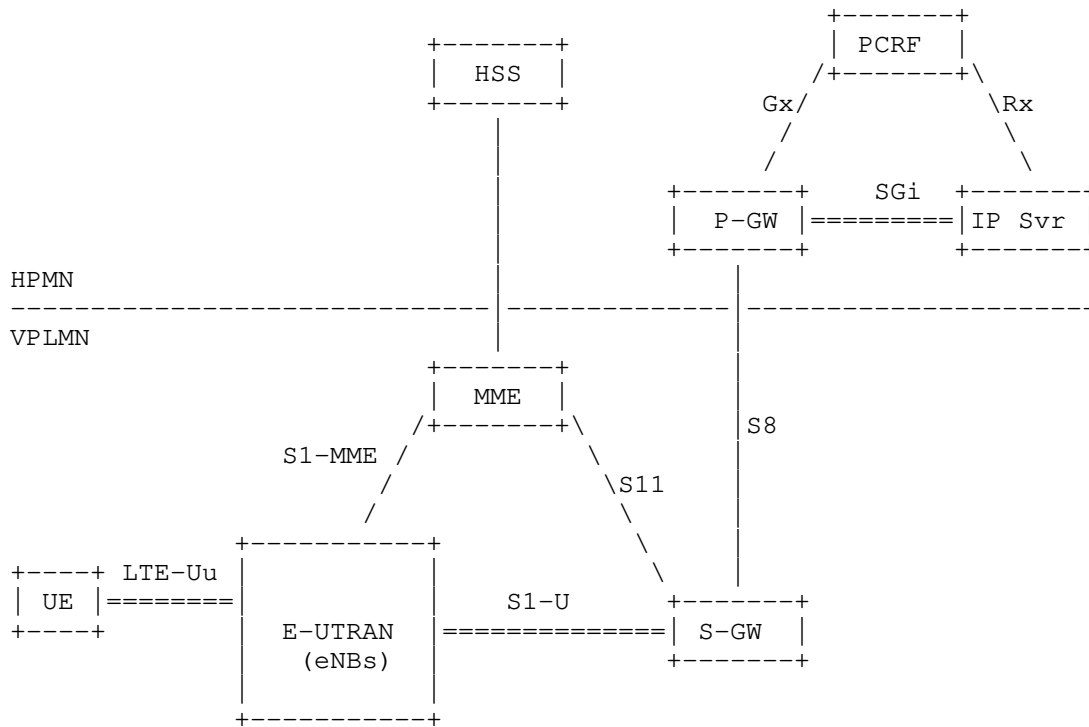 PCRF
HSS
Gx
Rx
SGi
P-GW
IP Svr
HPMN
VPLMN
MME
S8
S1-MME
S11
LTE-Uu
UE
S1-U
E-UTRAN
S-GW
(eNBs)